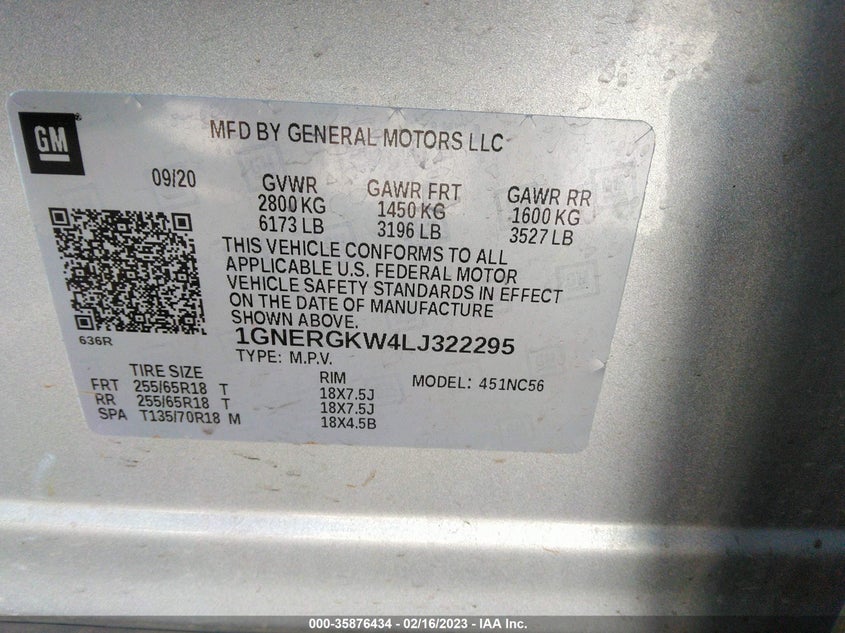 GM
MFD BY GENERAL MOTORS LLC
09/20
GVWR GAWR FRT GAWR RR
2800 KG 1450 KG 1600 KG
6173 LB 3196 LB 3527 LB
THIS VEHICLE CONFORMS TO ALL
APPLICABLE U.S. FEDERAL MOTOR
VEHICLE SAFETY STANDARDS IN EFFECT
ON THE DATE OF MANUFACTURE
SHOWN ABOVE.
636R
1GNERGKW4LJ322295
TYPE: M.P.V.
TIRE SIZE RIM MODEL: 451NC56
FRT 255/65R18 T 18X7.5J
RR 255/65R18 T 18X7.5J
SPA T135/70R18 M 18X4.5B
000-35876434 - 02/16/2023 - IAA Inc.